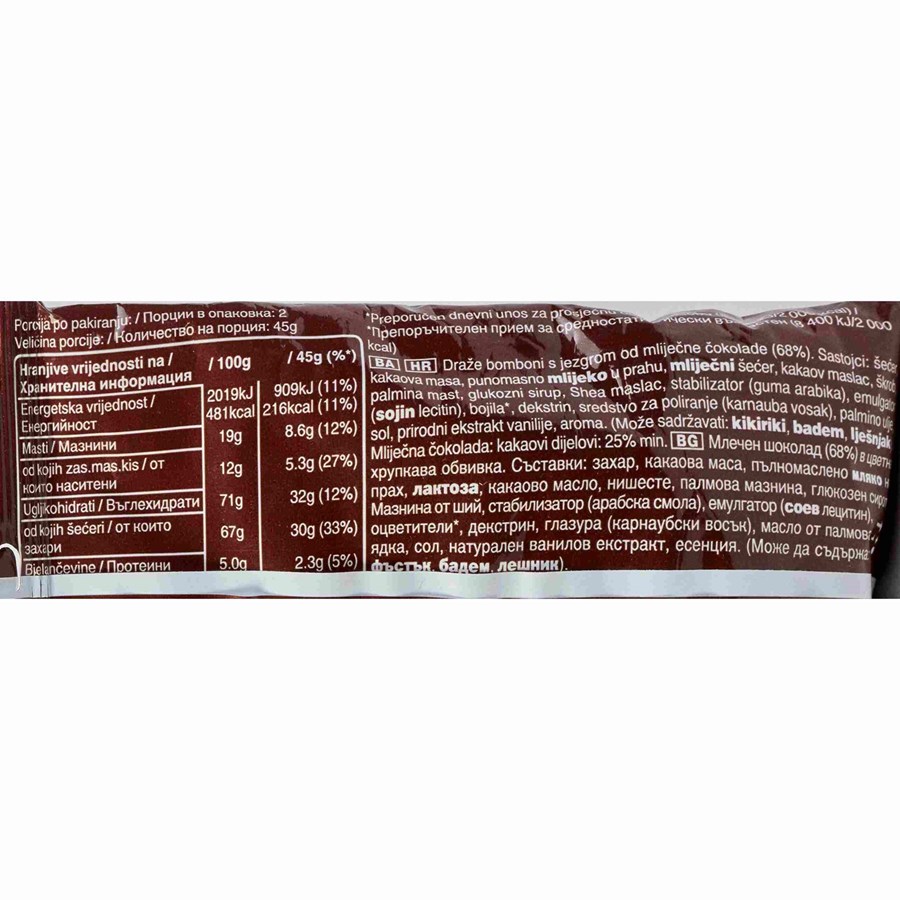 Porcija po pakiranju: / Порции в опаковка: 2
Veličina porcije: / Количество на порция: 45g
Hranjive vrijednosti na / Хранителна информация / 100g / 45g (%*)
Energetska vrijednost / Енергийност 2019kJ 481kcal 909kJ (11%) 216kcal (11%)
Masti / Мазнини 19g 8.6g (12%)
od kojih zas.mas.kis / от които наситени 12g 5.3g (27%)
Ugljikohidrati / Въглехидрати 71g 32g (12%)
od kojih šećeri / от които захари 67g 30g (33%)
Bjelančevine / Протеини 5.0g 2.3g (5%)
*Preporučen dnevni unos za
*Препоръчителен прием за (8 400 kJ/2 000
kcal)
BA HR Draže bomboni s jezgrom od mliječne čokolade (68%). Sastojci: šećer
kakaova masa, punomasno mlijeko u prahu, mliječni šećer, kakaov maslac, škrob
palmina mast, glukozni sirup, Shea maslac, stabilizator (guma arabika), emulgator
(sojin lecitin), bojila*, dekstrin, sredstvo za poliranje (karnauba vosak), palmino ulje
sol, prirodni ekstrakt vanilije, aroma. (Može sadržavati: kikiriki, badem, lješnjak
Mliječna čokolada: kakaovi dijelovi: 25% min. BG Млечен шоколад (68%) в цветн
хрупкава обвивка. Съставки: захар, какаова маса, пълномаслено мляко н
прах, лактоза, какаово масло, нишесте, палмова мазнина, глюкозен сироп
Мазнина от ший, стабилизатор (арабска смола), емулгатор (соев лецитин),
оцветители*, декстрин, глазура (карнаубски восък), масло от палмова
ядка, сол, натурален ванилов екстракт, есенция. (Може да съдържа
фъстък, бадем, лешник).